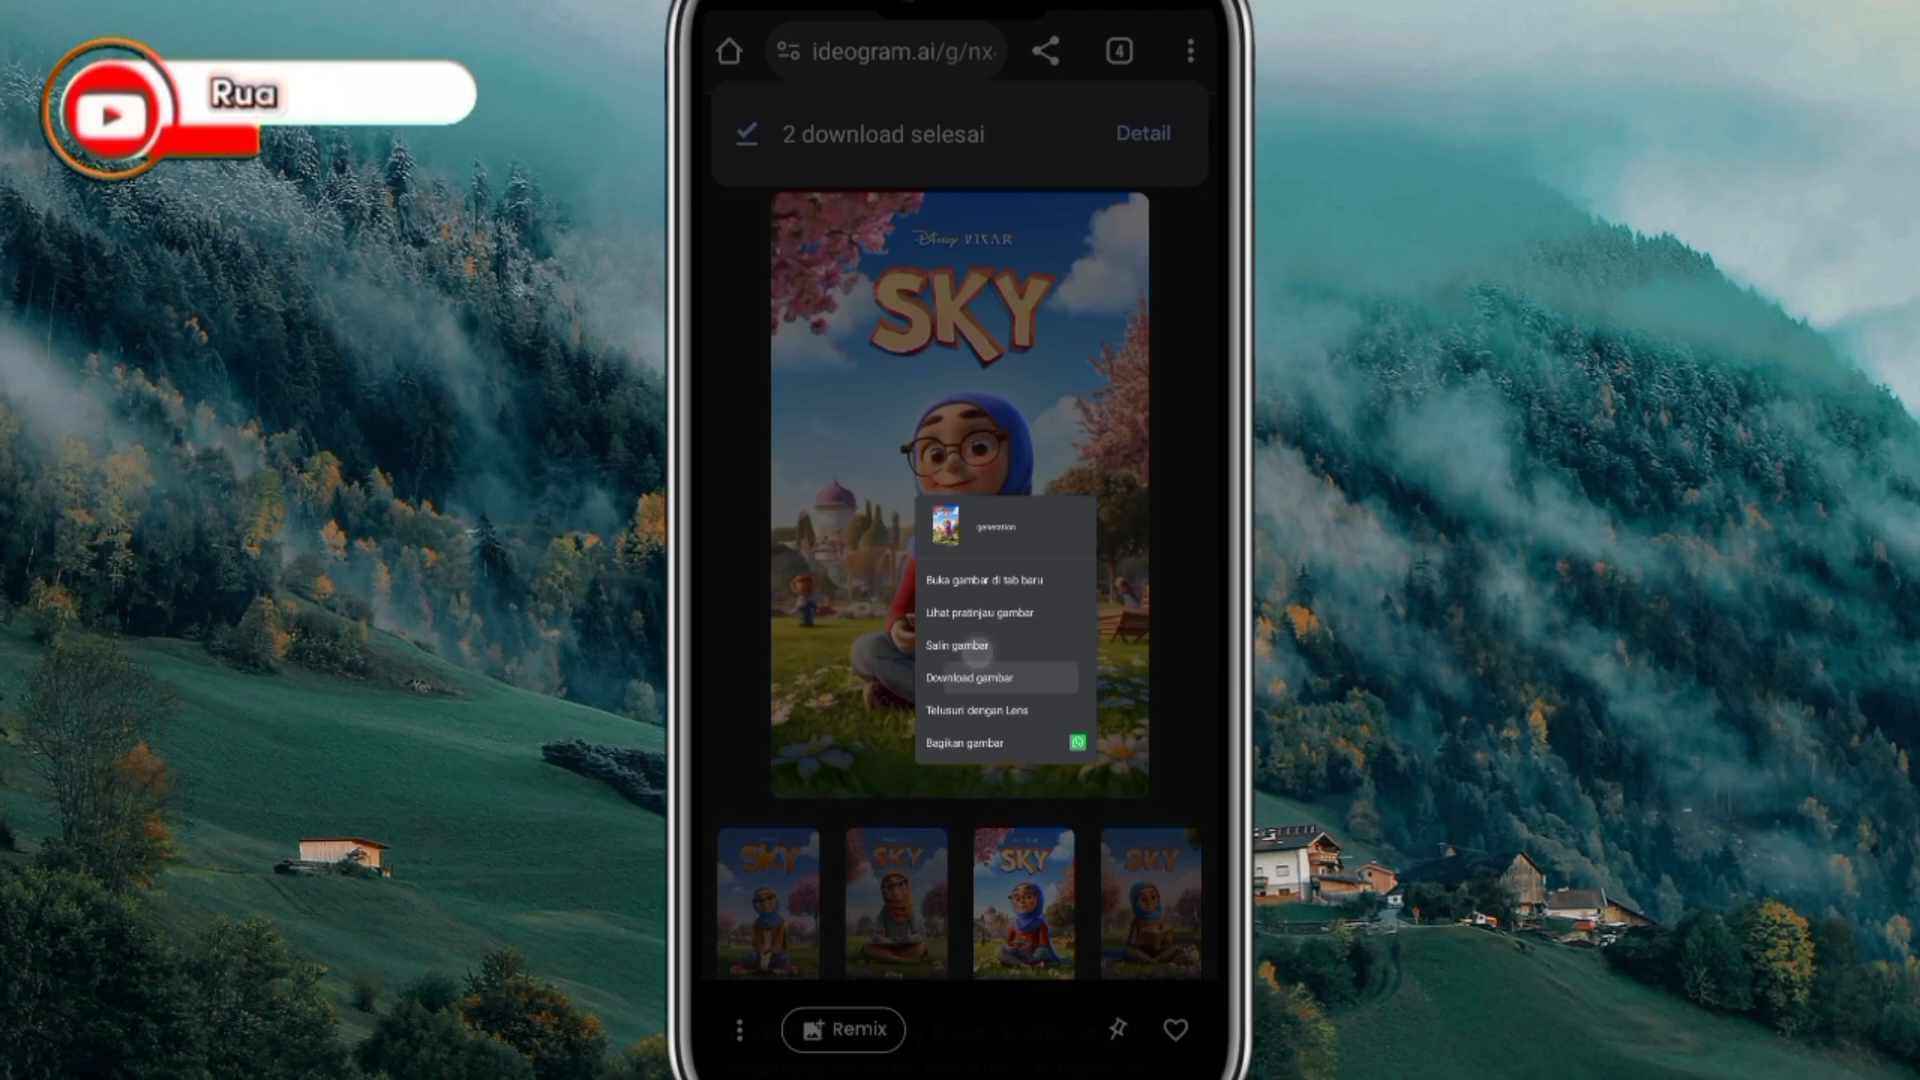 Rua
ideogram.ai/g/nx
4
2 download selesai
Detail
Disney PIXAR
SKY
generation
Buka gambar di tab baru
Lihat pratinjau gambar
Salin gambar
Download gambar
Telusuri dengan Lens
Bagikan gambar
SKY
SKY
SKY
SKY
Remix